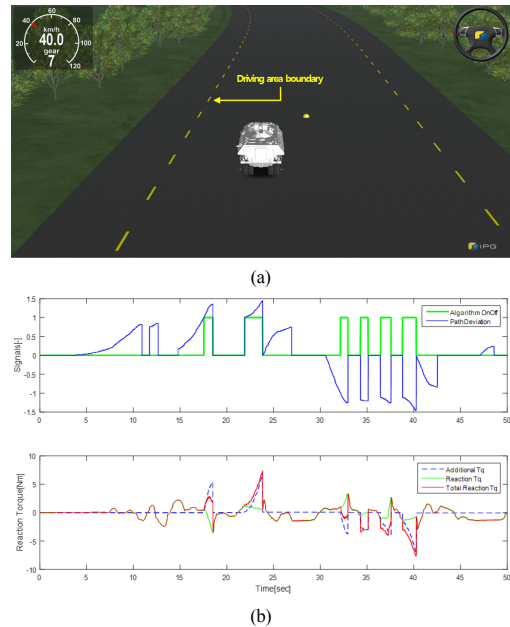 40 60 80
20 100
120
km/h
40.0
gear
7
Driving area boundary
IPG
(a)
1.5
1
0.5
0
-0.5
-1
-1.5
Signals[-]
Algorithm OnOff
PathDeviation
0 5 10 15 20 25 30 35 40 45 50
10
5
0
-5
-10
Reaction Torque[Nm]
Additional Tq
Reaction Tq
Total Reaction Tq
0 5 10 15 20 25 30 35 40 45 50
Time[sec]
(b)